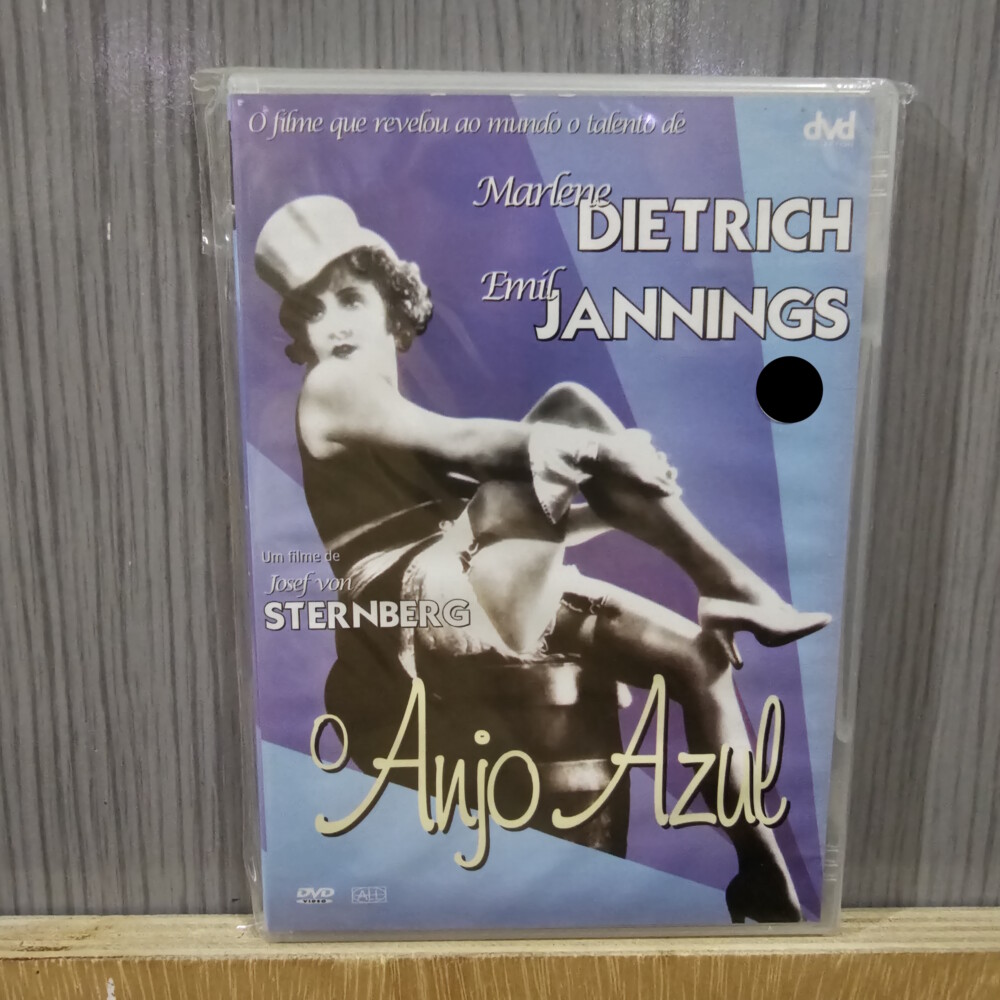 O filme que revelou ao mundo o talento de
dvd
Marlene
DIETRICH
Emil
JANNINGS
Um filme de
Josef von
STERNBERG
O Anjo Azul
DVD
VIDEO